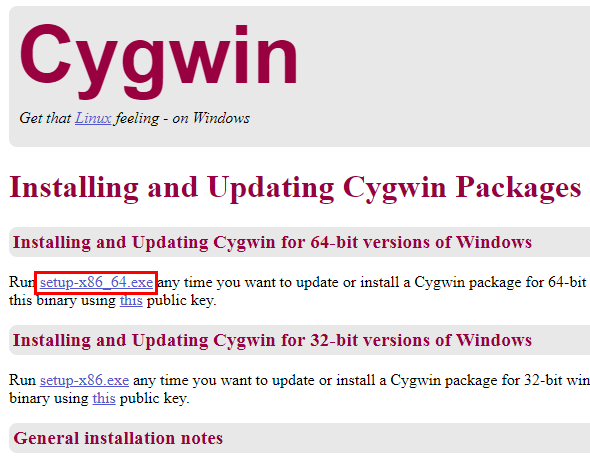 Cygwin
Get that Linux feeling - on Windows
Installing and Updating Cygwin Packages
Installing and Updating Cygwin for 64-bit versions of Windows
Run setup-x86_64.exe any time you want to update or install a Cygwin package for 64-bit
this binary using this public key.
Installing and Updating Cygwin for 32-bit versions of Windows
Run setup-x86.exe any time you want to update or install a Cygwin package for 32-bit win
binary using this public key.
General installation notes